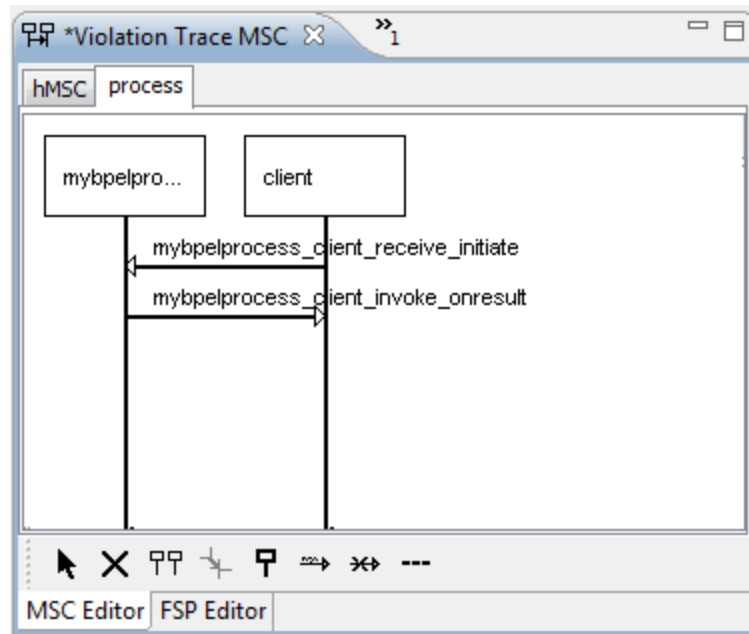 *Violation Trace MSC
»1
hMSC process
mybpelpro... client
mybpelprocess_client_receive_initiate
mybpelprocess_client_invoke_onresult
MSC Editor FSP Editor